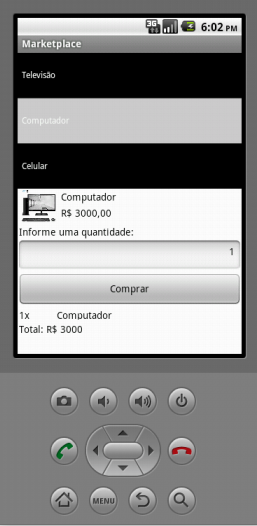 3G
6:02 PM
Marketplace
Televisão
Computador
Celular
Computador
R$ 3000,00
Informe uma quantidade:
1
Comprar
1x Computador
Total: R$ 3000
MENU